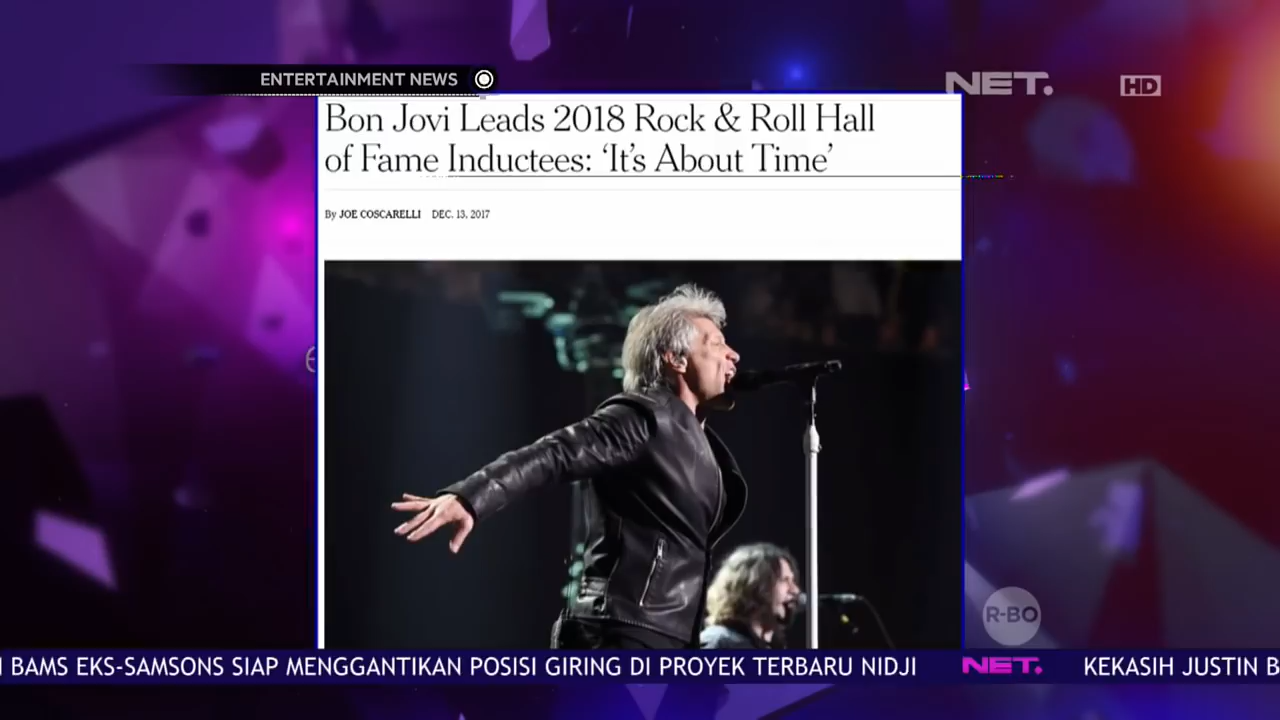 ENTERTAINMENT NEWS
NET.
HD
Bon Jovi Leads 2018 Rock & Roll Hall
of Fame Inductees: ‘It’s About Time’
By JOE COSCARELLI DEC. 13, 2017
R-BO
BAMS EKS-SAMSONS SIAP MENGGANTIKAN POSISI GIRING DI PROYEK TERBARU NIDJI NET. KEKASIH JUSTIN B